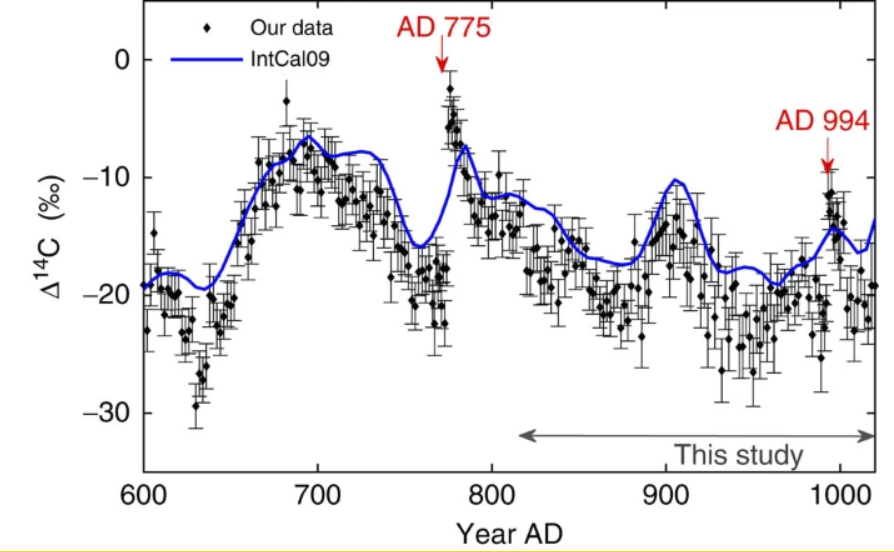 AD 775
Our data
IntCal09
0
AD 994
−10
Δ¹⁴C (‰)
−20
−30
This study
600
700
800
900
1000
Year AD